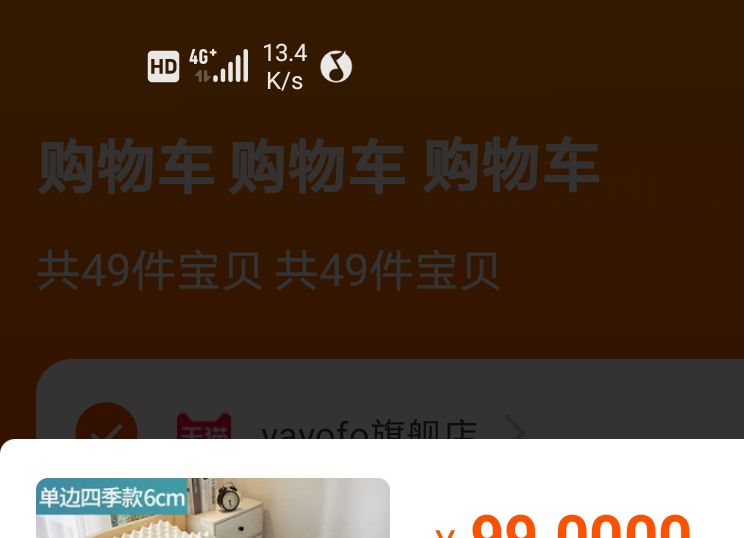 HD 4G+ 13.4
K/s
购物车 购物车 购物车
共49件宝贝 共49件宝贝
天猫 yayofo旗舰店
单边四季款6cm
¥ 99.0000